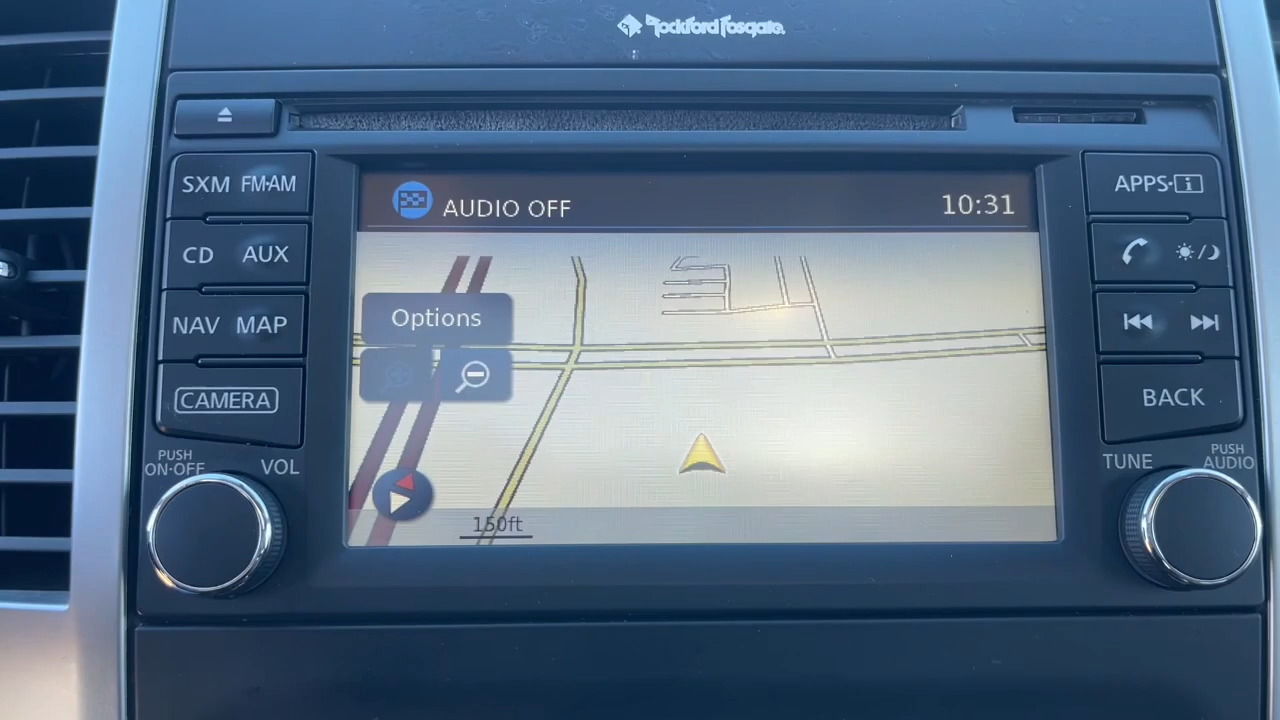 Rockford Fosgate
SXM FM·AM
CD AUX
NAV MAP
CAMERA
PUSH
ON·OFF
VOL
AUDIO OFF
10:31
Options
150ft
APPS·i
BACK
TUNE
PUSH
AUDIO